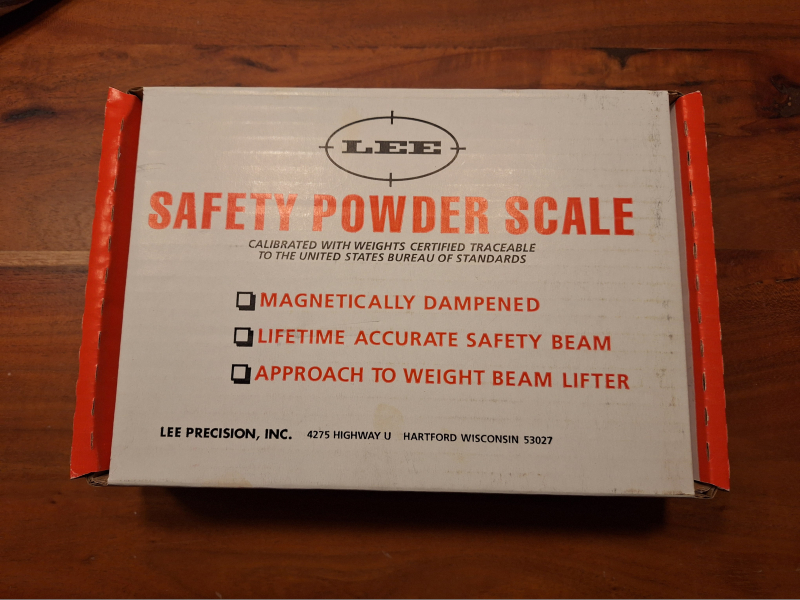 LEE
SAFETY POWDER SCALE
CALIBRATED WITH WEIGHTS CERTIFIED TRACEABLE
TO THE UNITED STATES BUREAU OF STANDARDS
MAGNETICALLY DAMPENED
LIFETIME ACCURATE SAFETY BEAM
APPROACH TO WEIGHT BEAM LIFTER
LEE PRECISION, INC. 4275 HIGHWAY U HARTFORD WISCONSIN 53027